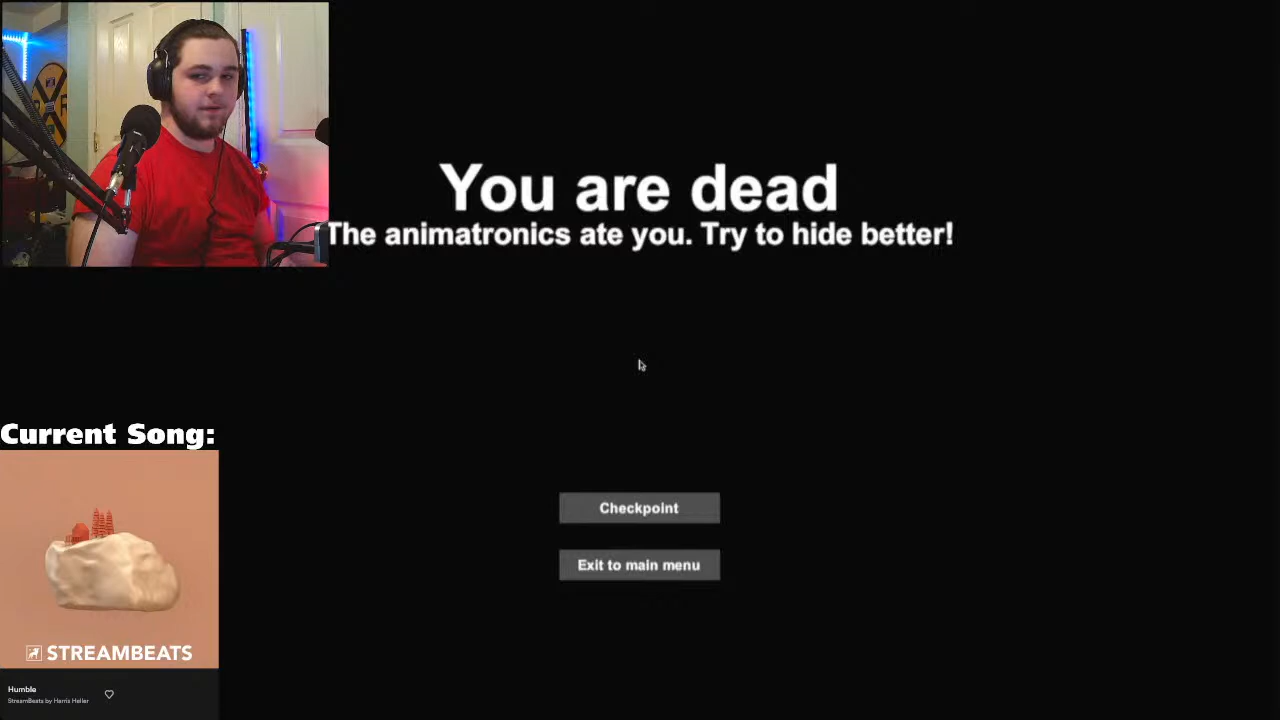 You are dead
The animatronics ate you. Try to hide better!
Current Song:
STREAMBEATS
Humble
StreamBeats by Harris Heller
Checkpoint
Exit to main menu